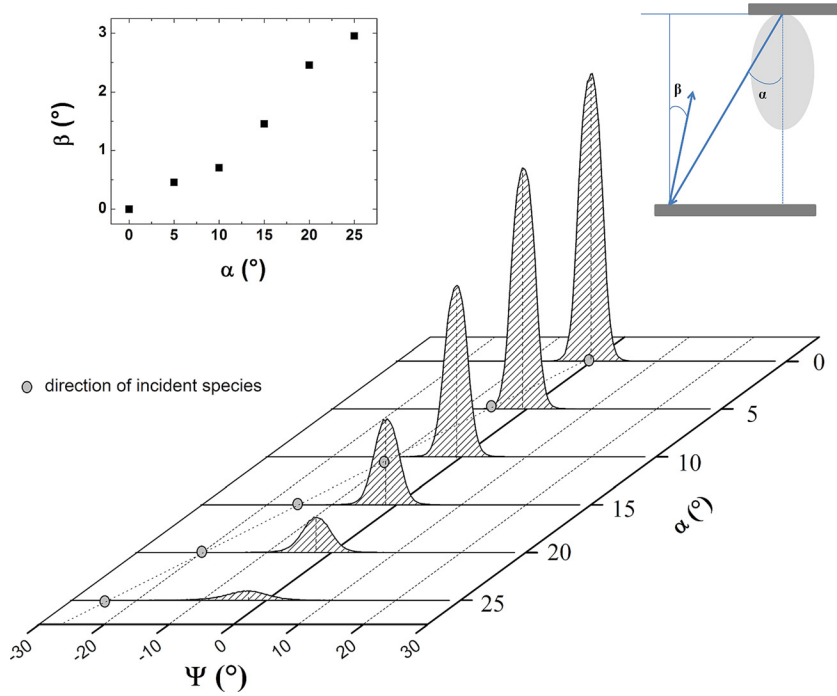 3
2
1
0
β (°)
0 5 10 15 20 25
α (°)
β
α
direction of incident species
0
5
10
15
20
25
α (°)
-30 -20 -10 0 10 20 30
Ψ (°)